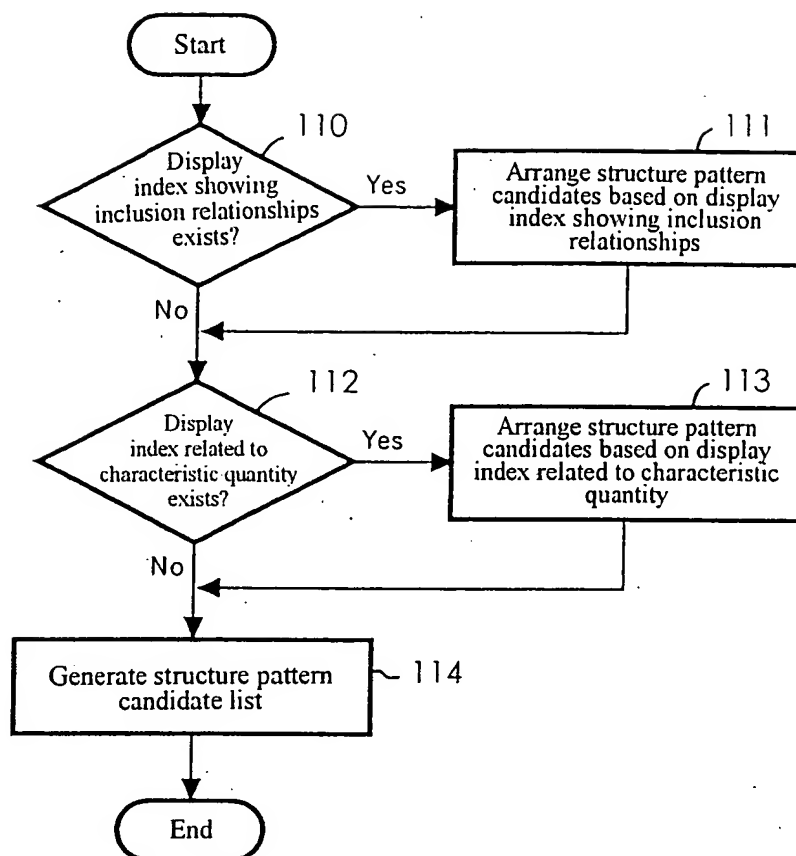 Start
110
Display
index showing
inclusion relationships
exists?
Yes
111
Arrange structure pattern
candidates based on display
index showing inclusion
relationships
No
112
Display
index related to
characteristic quantity
exists?
Yes
113
Arrange structure pattern
candidates based on display
index related to characteristic
quantity
No
Generate structure pattern
candidate list
114
End